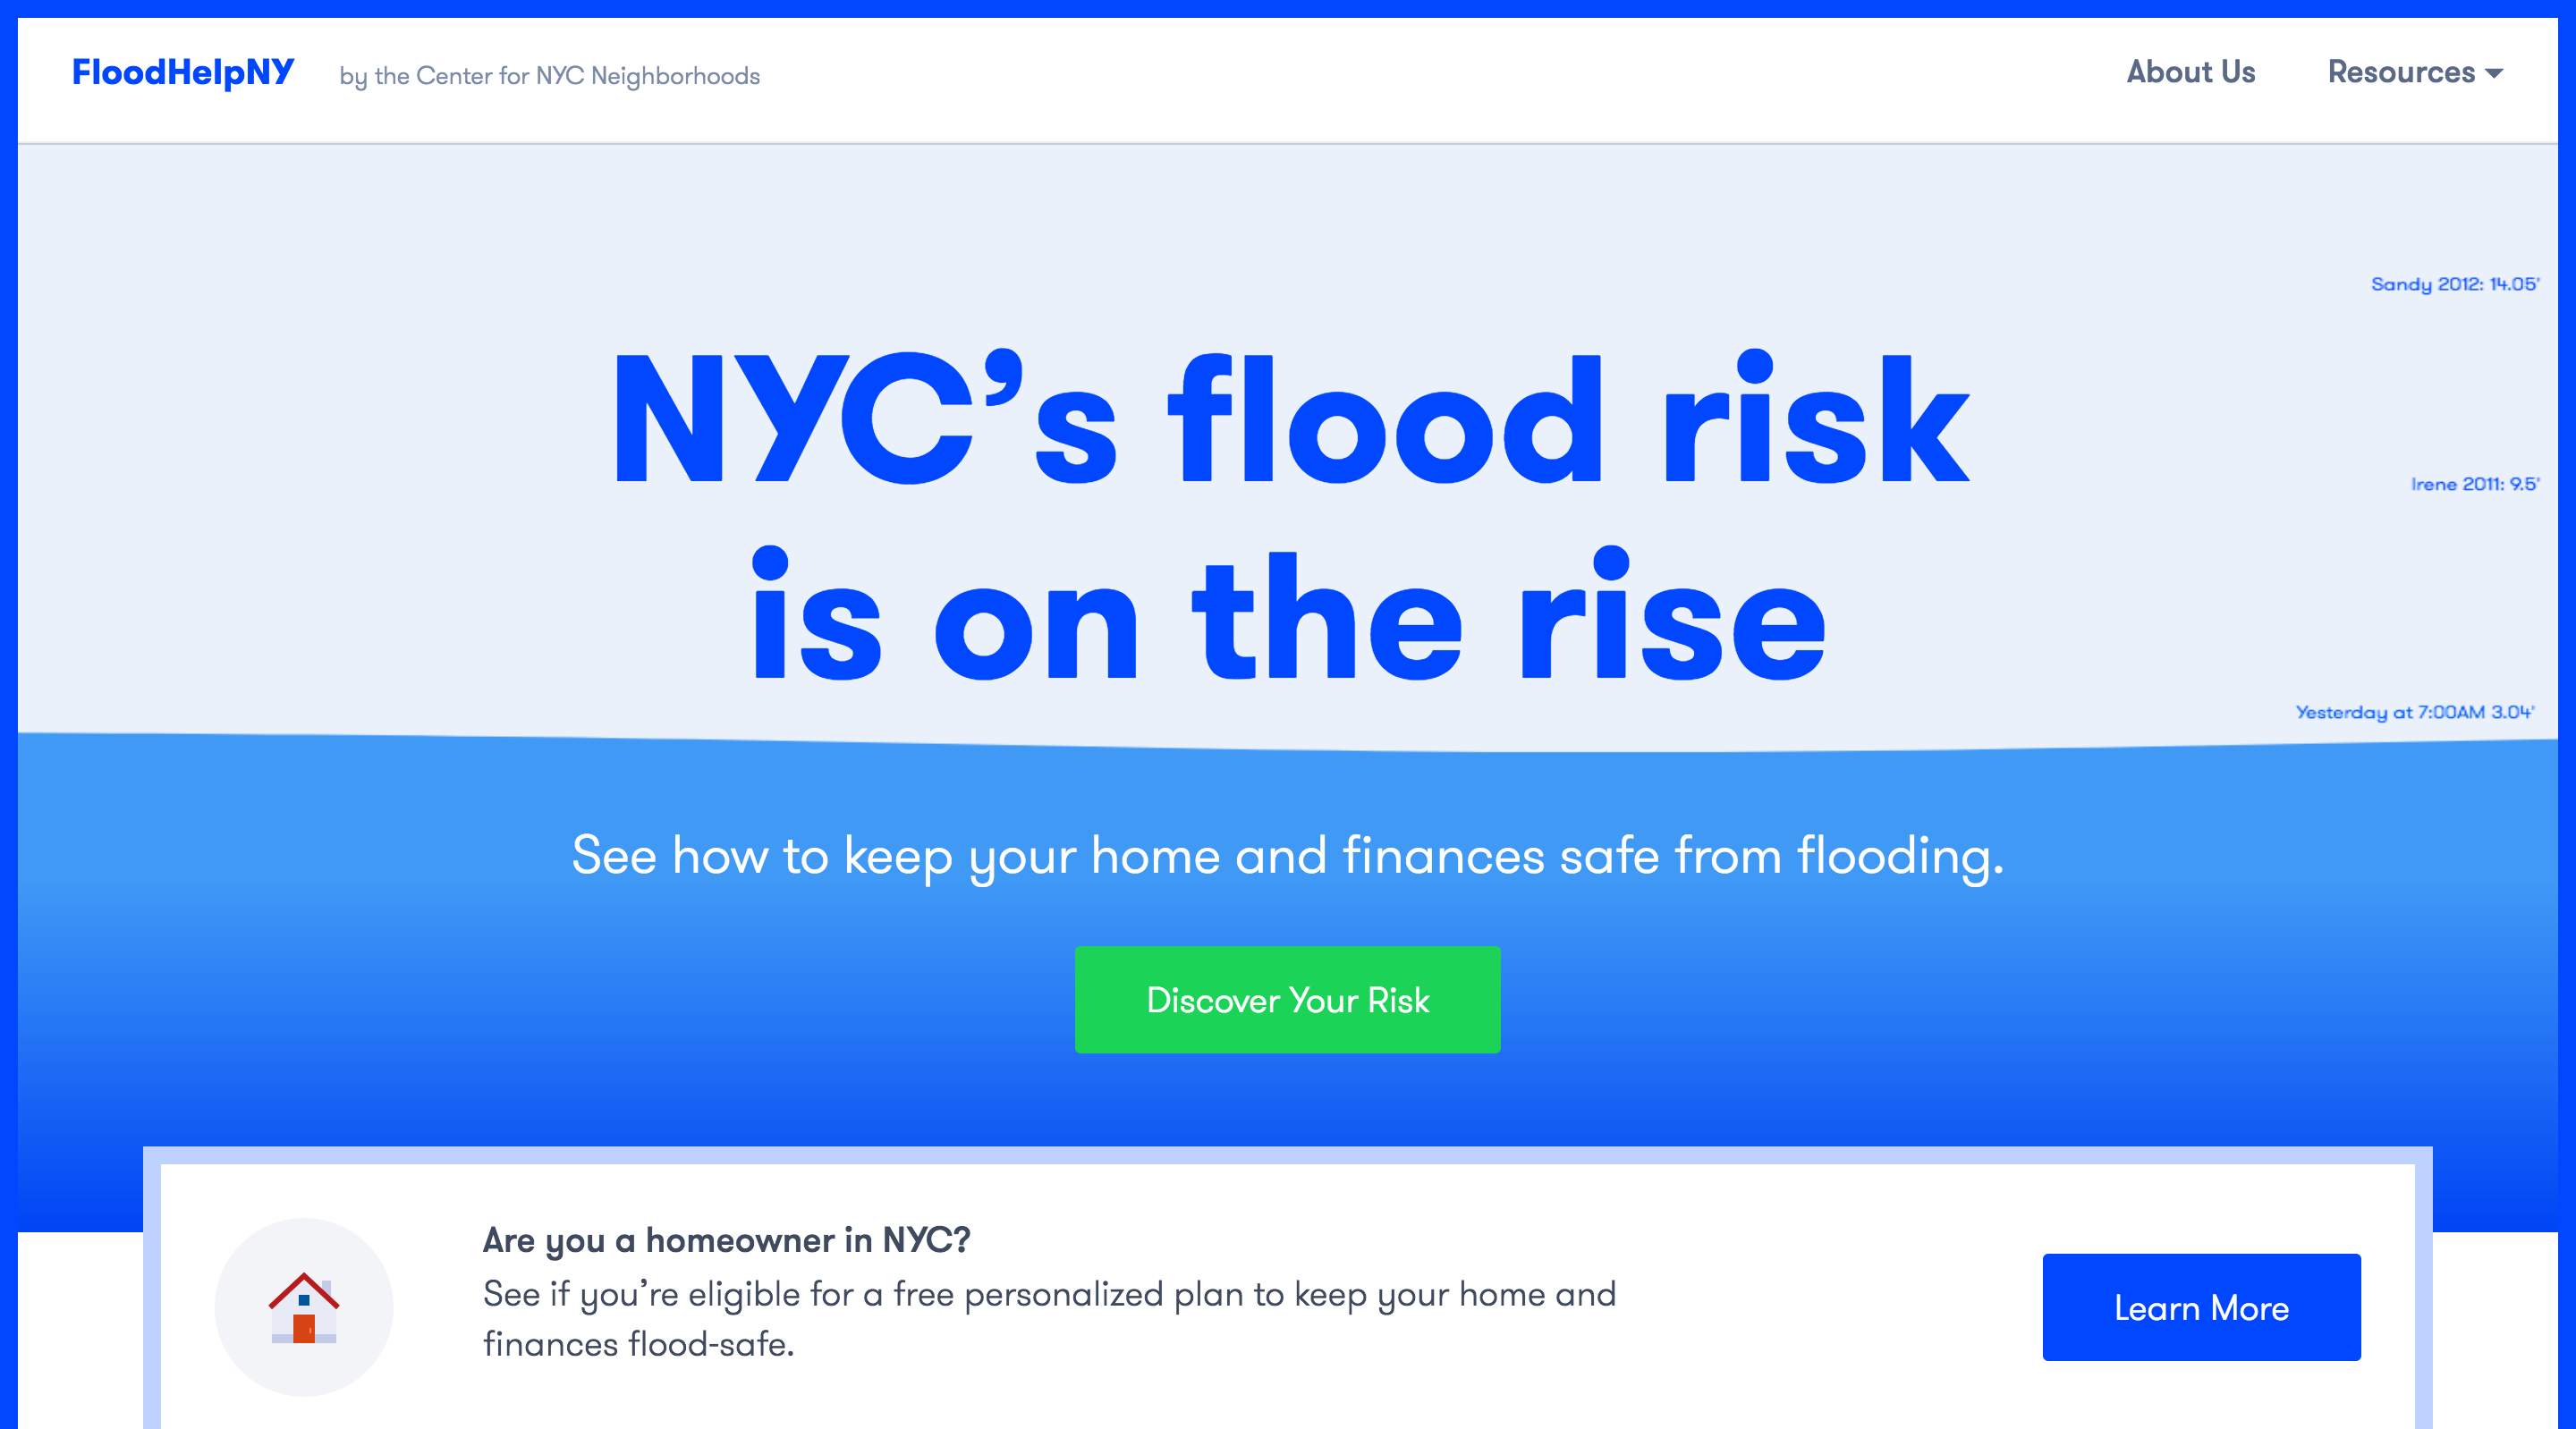 FloodHelpNY by the Center for NYC Neighborhoods About Us Resources
Sandy 2012: 14.05'
NYC’s flood risk
Irene 2011: 9.5'
is on the rise
Yesterday at 7:00AM 3.04'
See how to keep your home and finances safe from flooding.
Discover Your Risk
Are you a homeowner in NYC?
See if you’re eligible for a free personalized plan to keep your home and
finances flood-safe.
Learn More